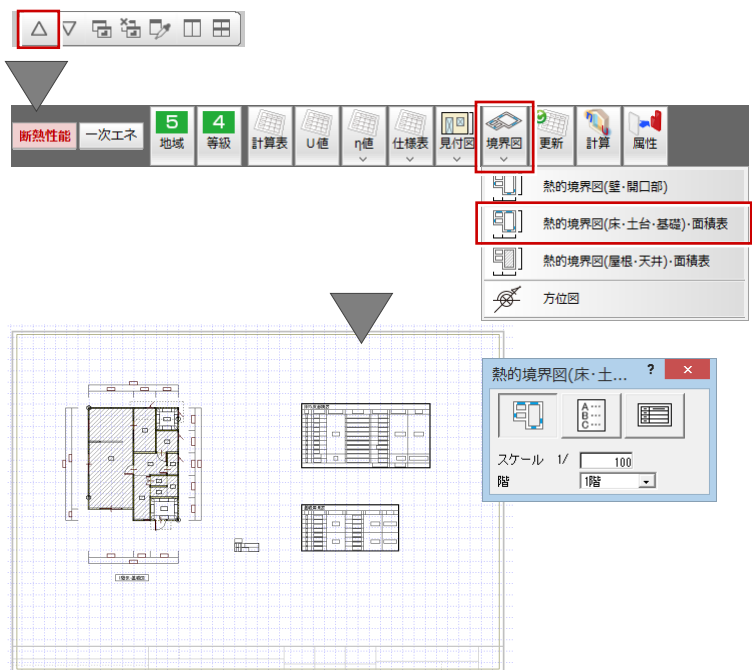 断熱性能
一次エネ
5
地域
4
等級
計算表
U値
η値
仕様表
見付図
境界図
更新
計算
属性
熱的境界図(壁・開口部)
熱的境界図(床・土台・基礎)・面積表
熱的境界図(屋根・天井)・面積表
方位図
熱的境界図(床・土...
?
×
A
B
C
スケール 1/ 100
階 1階